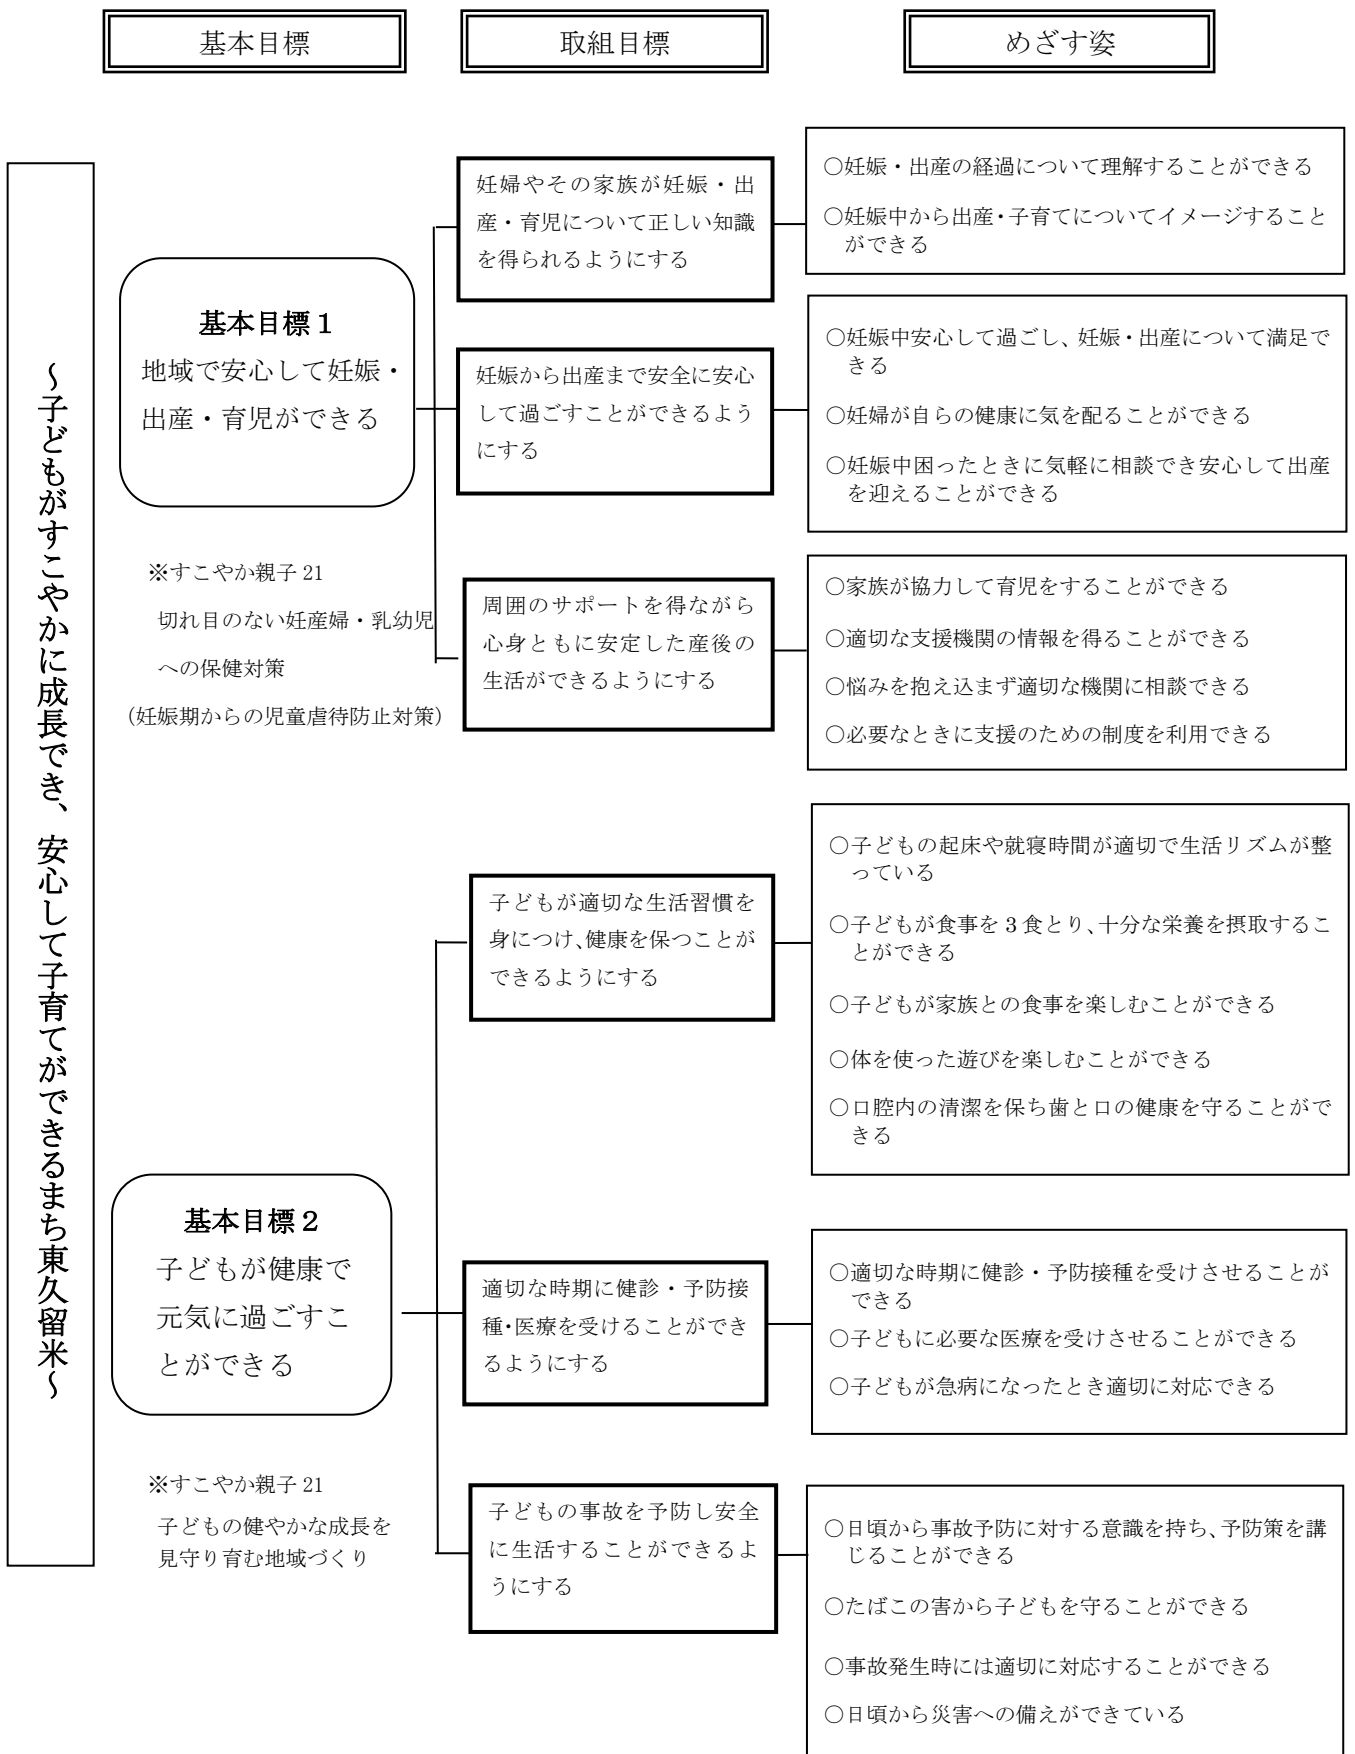 基本目標
取組目標
めざす姿
～子どもがすこやかに成長でき、安心して子育てができるまち東久留米～
基本目標１
地域で安心して妊娠・
出産・育児ができる
※すこやか親子 21
切れ目のない妊産婦・乳幼児
への保健対策
（妊娠期からの児童虐待防止対策）
妊婦やその家族が妊娠・出
産・育児について正しい知識
を得られるようにする
○妊娠・出産の経過について理解することができる
○妊娠中から出産・子育てについてイメージすること
ができる
妊娠から出産まで安全に安心
して過ごすことができるよう
にする
○妊娠中安心して過ごし、妊娠・出産について満足で
きる
○妊婦が自らの健康に気を配ることができる
○妊娠中困ったときに気軽に相談でき安心して出産
を迎えることができる
周囲のサポートを得ながら
心身ともに安定した産後の
生活ができるようにする
○家族が協力して育児をすることができる
○適切な支援機関の情報を得ることができる
○悩みを抱え込まず適切な機関に相談できる
○必要なときに支援のための制度を利用できる
基本目標２
子どもが健康で
元気に過ごすこ
とができる
※すこやか親子 21
子どもの健やかな成長を
見守り育む地域づくり
子どもが適切な生活習慣を
身につけ、健康を保つことが
できるようにする
○子どもの起床や就寝時間が適切で生活リズムが整
っている
○子どもが食事を 3 食とり、十分な栄養を摂取するこ
とができる
○子どもが家族との食事を楽しむことができる
○体を使った遊びを楽しむことができる
○口腔内の清潔を保ち歯と口の健康を守ることがで
きる
適切な時期に健診・予防接
種・医療を受けることができ
るようにする
○適切な時期に健診・予防接種を受けさせることが
できる
○子どもに必要な医療を受けさせることができる
○子どもが急病になったとき適切に対応できる
子どもの事故を予防し安全
に生活することができるよ
うにする
○日頃から事故予防に対する意識を持ち、予防策を講
じることができる
○たばこの害から子どもを守ることができる
○事故発生時には適切に対応することができる
○日頃から災害への備えができている